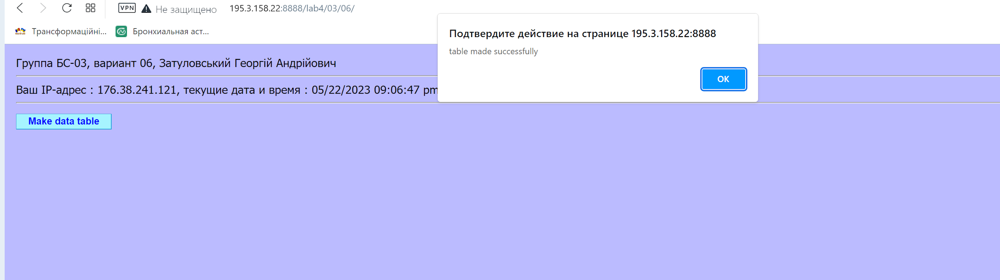 VPN Не защищено 195.3.158.22:8888/lab4/03/06/
Трансформаційні... Бронхиальная аст...
Подтвердите действие на странице 195.3.158.22:8888
table made successfully
OK
Группа БС-03, вариант 06, Затуловський Георгій Андрійович
Ваш IP-адрес : 176.38.241.121, текущие дата и время : 05/22/2023 09:06:47 pm
Make data table